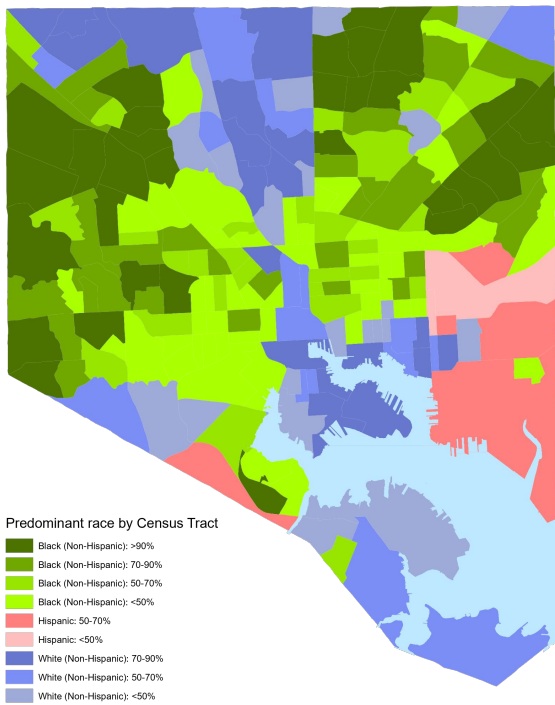 Predominant race by Census Tract
Black (Non-Hispanic): >90%
Black (Non-Hispanic): 70-90%
Black (Non-Hispanic): 50-70%
Black (Non-Hispanic): <50%
Hispanic: 50-70%
Hispanic: <50%
White (Non-Hispanic): 70-90%
White (Non-Hispanic): 50-70%
White (Non-Hispanic): <50%